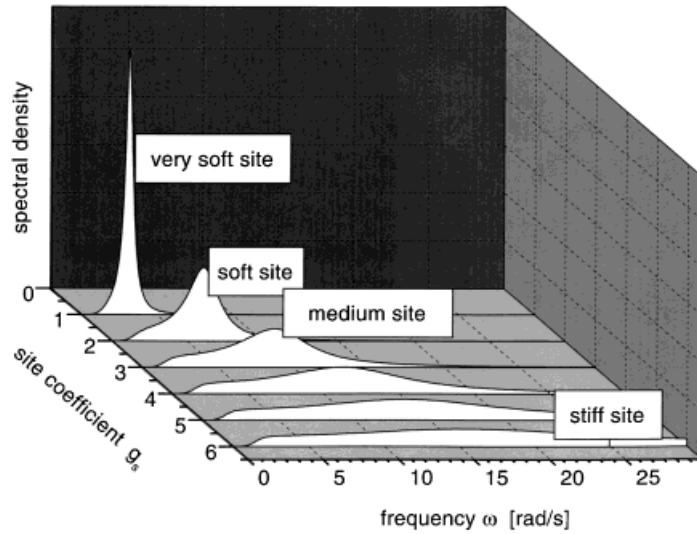 spectral density
very soft site
soft site
medium site
stiff site
0
1
2
3
4
5
6
site coefficient gₛ
0 5 10 15 20 25
frequency ω [rad/s]